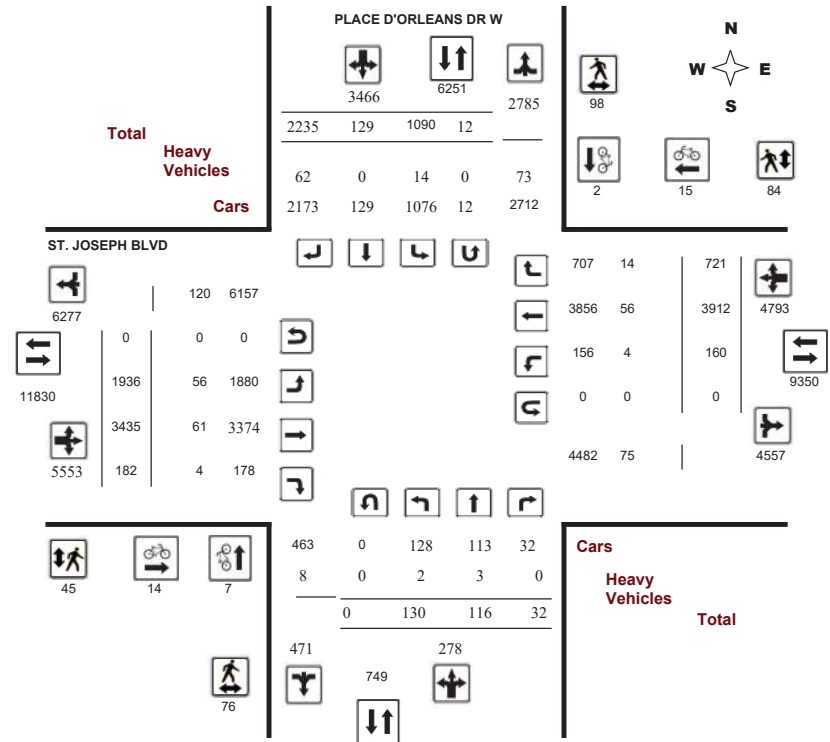 PLACE D'ORLEANS DR W
N
W E
S
3466 6251 2785 98
Total 2235 129 1090 12
Heavy
Vehicles 62 0 14 0 73
Cars 2173 129 1076 12 2712
2 15 84
ST. JOSEPH BLVD
6277 120 6157
0 0 0
11830
1936 56 1880
3435 61 3374
5553 182 4 178
707 14 721
3856 56 3912 4793
156 4 160
9350
0 0 0
4482 75 4557
463 0 128 113 32 Cars
8 0 2 3 0 Heavy
Vehicles
0 130 116 32 Total
45 14 7
471 278
749
76